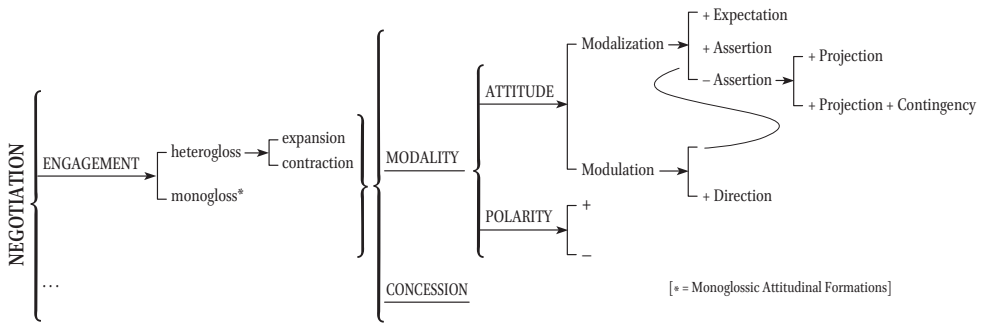 NEGOTIATION
ENGAGEMENT
heterogloss
monogloss*
expansion
contraction
...
MODALITY
CONCESSION
ATTITUDE
POLARITY
Modalization
Modulation
+
–
+ Expectation
+ Assertion
– Assertion
+ Direction
+ Projection
+ Projection + Contingency
[* = Monoglossic Attitudinal Formations]